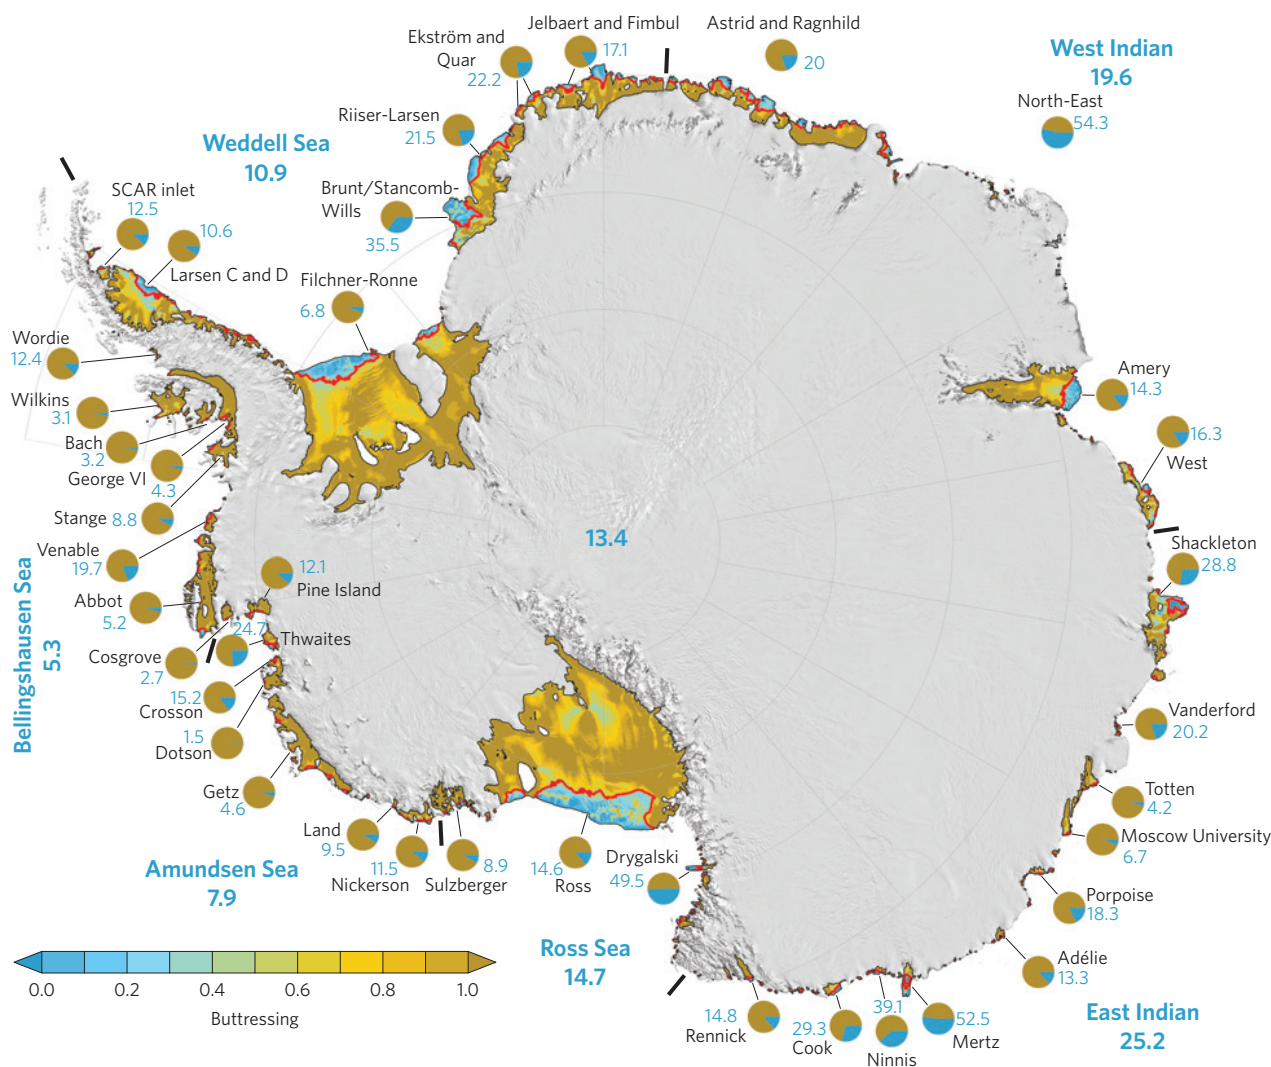 Jelbaert and Fimbul
17.1
Astrid and Ragnhild
20
Ekström and
Quar
22.2
West Indian
19.6
North-East
54.3
Riiser-Larsen
21.5
Weddell Sea
10.9
SCAR inlet
12.5
10.6
Larsen C and D
Brunt/Stancomb-
Wills
35.5
Filchner-Ronne
6.8
Wordie
12.4
Wilkins
3.1
Bach
3.2
George VI
4.3
Stange 8.8
Venable
19.7
Abbot
5.2
Bellingshausen Sea
5.3
12.1
Pine Island
24.7
Thwaites
Cosgrove
2.7
15.2
Crosson
1.5
Dotson
Getz
4.6
13.4
Amery
14.3
16.3
West
Shackleton
28.8
Vanderford
20.2
Totten
4.2
Moscow University
6.7
Porpoise
18.3
Adélie
13.3
East Indian
25.2
Land
9.5
11.5
Nickerson
8.9
Sulzberger
14.6
Ross
Drygalski
49.5
Amundsen Sea
7.9
Ross Sea
14.7
14.8
Rennick
29.3
Cook
39.1
Ninnis
52.5
Mertz
0.0 0.2 0.4 0.6 0.8 1.0
Buttressing